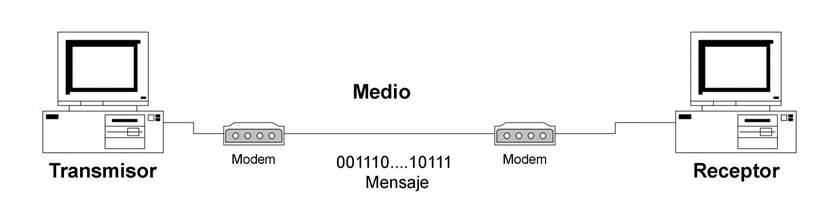 Medio
Modem
Modem
001110....10111
Mensaje
Transmisor
Receptor